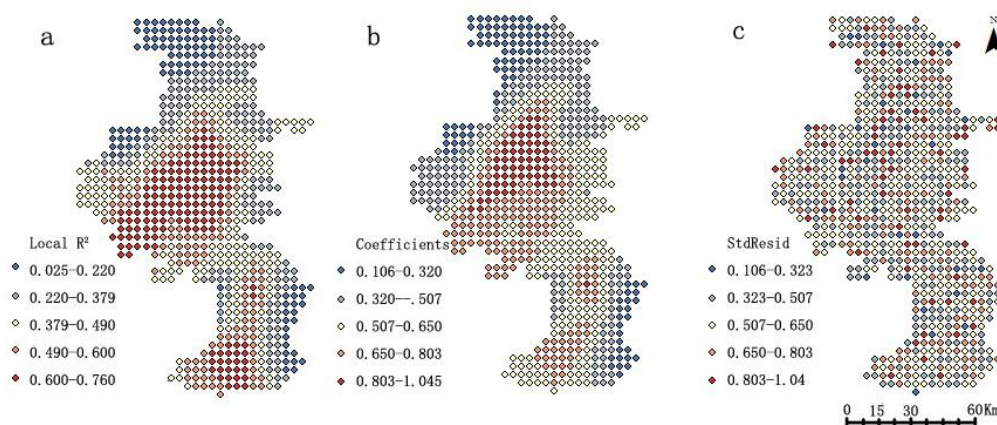 a
b
c
N
Local R²
0.025-0.220
0.220-0.379
0.379-0.490
0.490-0.600
0.600-0.760
Coefficients
0.106-0.320
0.320--.507
0.507-0.650
0.650-0.803
0.803-1.045
StdResid
0.106-0.323
0.323-0.507
0.507-0.650
0.650-0.803
0.803-1.04
0 15 30 60Km